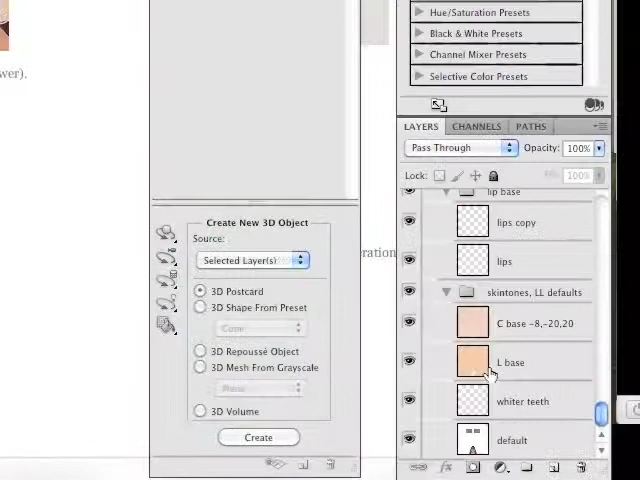 Hue/Saturation Presets
Black & White Presets
Channel Mixer Presets
Selective Color Presets
wer).
LAYERS CHANNELS PATHS
Pass Through Opacity: 100%
Lock: 100%
lip base
lips copy
lips
skintones, LL defaults
C base -8,-20,20
L base
whiter teeth
default
Create New 3D Object
Source:
Selected Layer(s)
eration
3D Postcard
3D Shape From Preset
Cone
3D Repoussé Object
3D Mesh From Grayscale
Plane
3D Volume
Create
fx